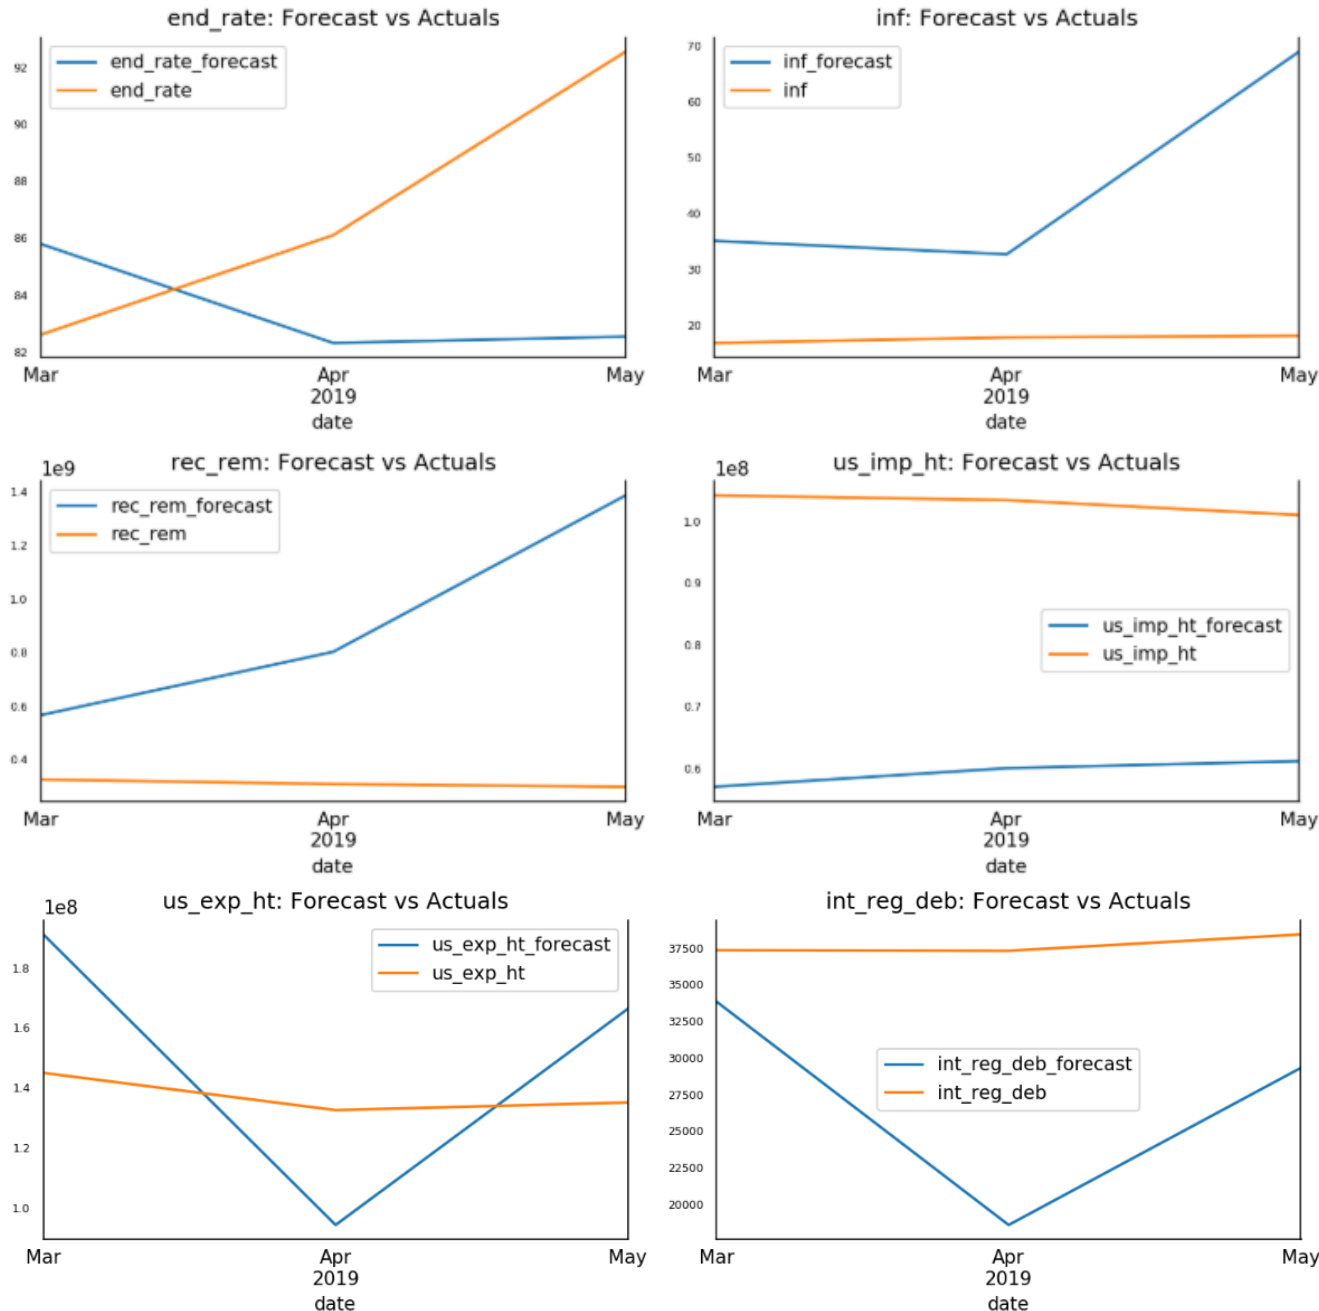 end_rate: Forecast vs Actuals
end_rate_forecast
end_rate
92
90
88
86
84
82
Mar
Apr
May
2019
date
inf: Forecast vs Actuals
inf_forecast
inf
70
60
50
40
30
20
Mar
Apr
May
2019
date
rec_rem: Forecast vs Actuals
1e9
rec_rem_forecast
rec_rem
1.4
1.2
1.0
0.8
0.6
0.4
Mar
Apr
May
2019
date
us_imp_ht: Forecast vs Actuals
1e8
us_imp_ht_forecast
us_imp_ht
1.0
0.9
0.8
0.7
0.6
Mar
Apr
May
2019
date
us_exp_ht: Forecast vs Actuals
1e8
us_exp_ht_forecast
us_exp_ht
1.8
1.6
1.4
1.2
1.0
Mar
Apr
May
2019
date
int_reg_deb: Forecast vs Actuals
int_reg_deb_forecast
int_reg_deb
37500
35000
32500
30000
27500
25000
22500
20000
Mar
Apr
May
2019
date